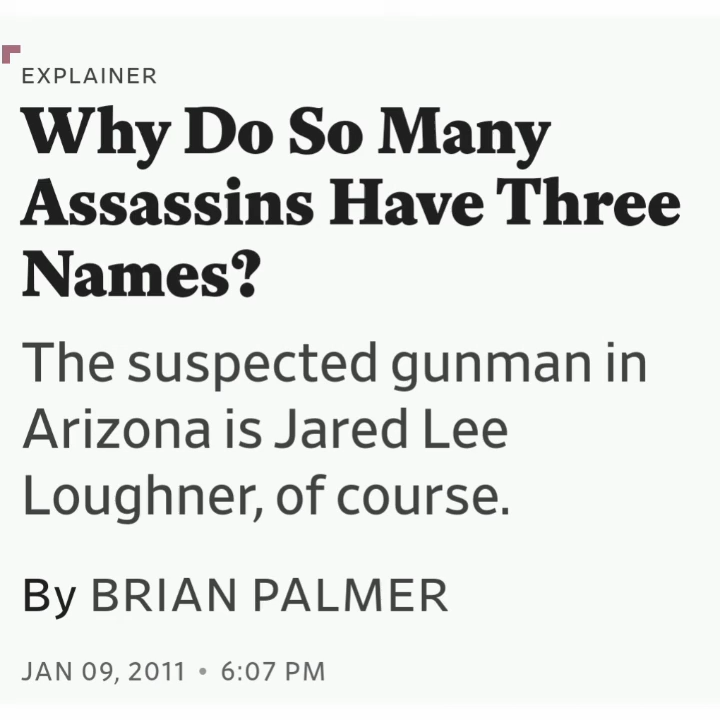 EXPLAINER
Why Do So Many
Assassins Have Three
Names?
The suspected gunman in
Arizona is Jared Lee
Loughner, of course.
By BRIAN PALMER
JAN 09, 2011 • 6:07 PM